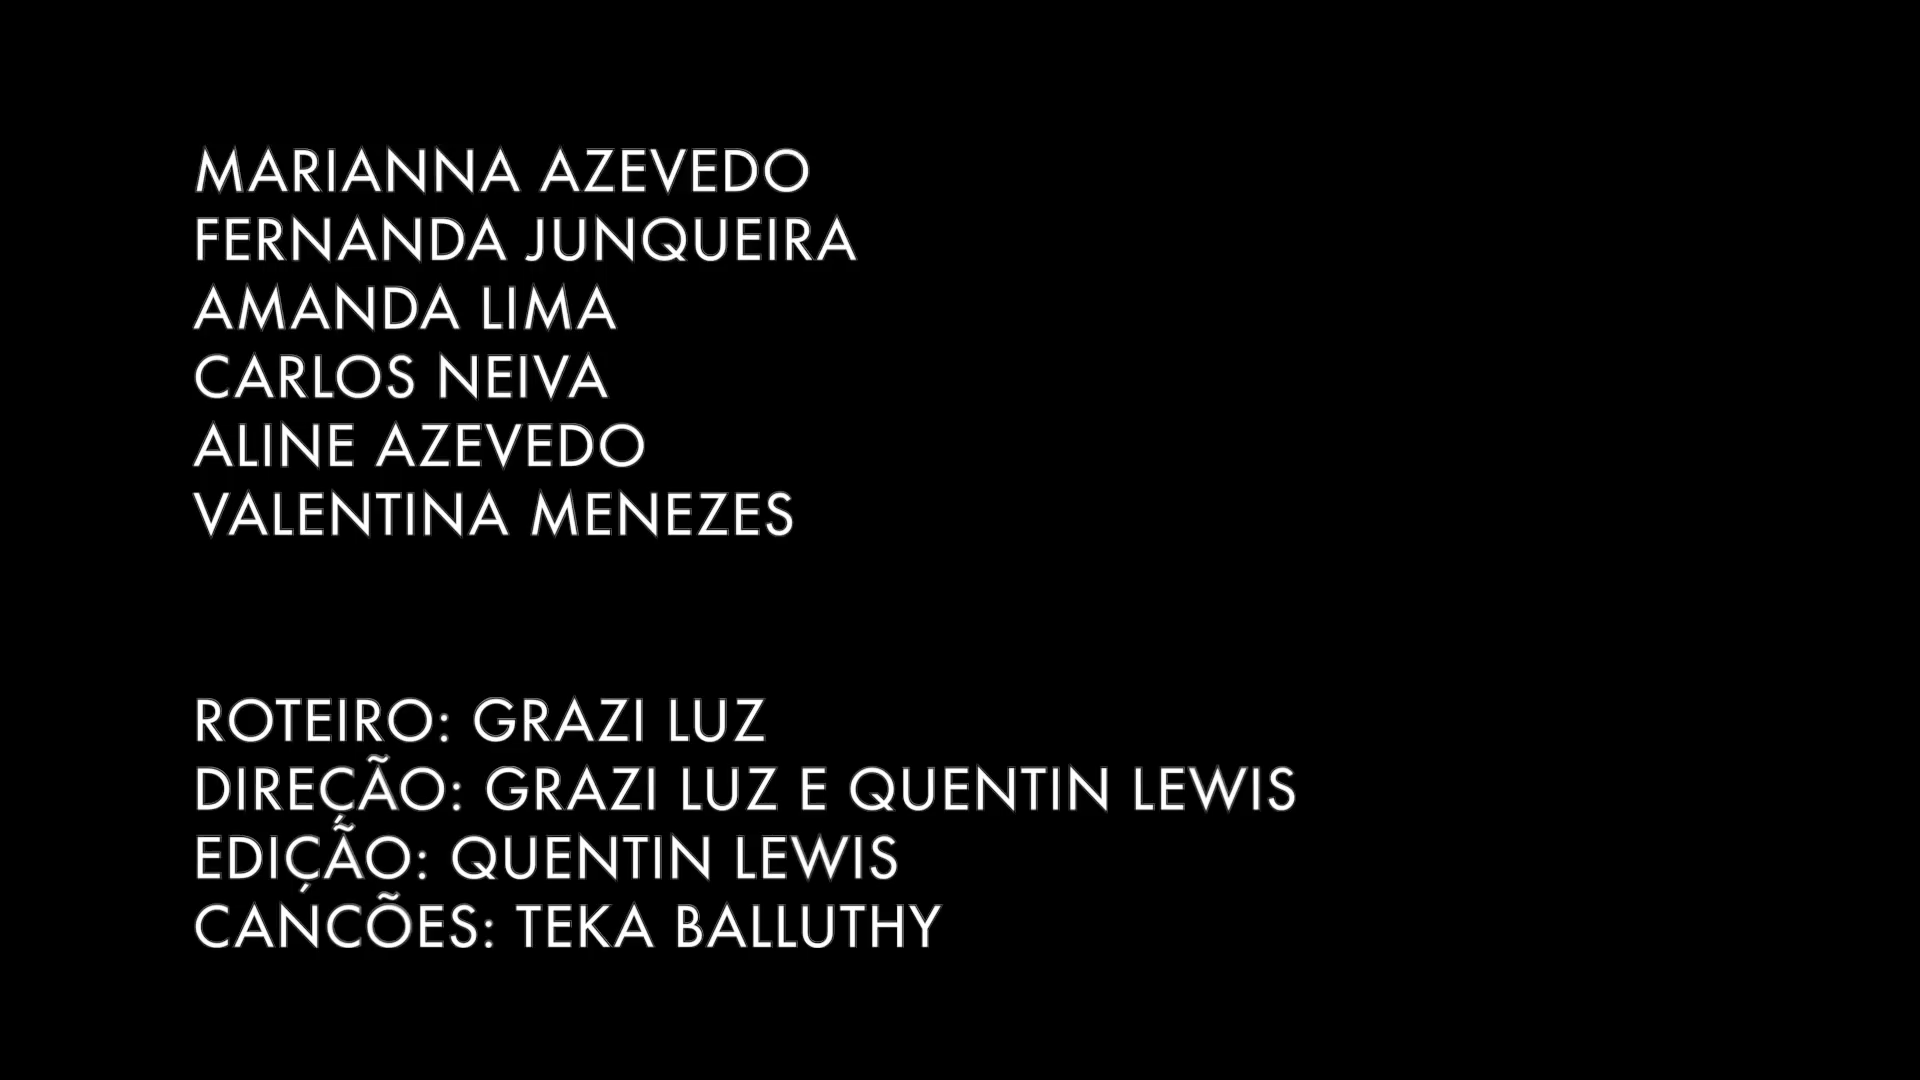 MARIANNA AZEVEDO
FERNANDA JUNQUEIRA
AMANDA LIMA
CARLOS NEIVA
ALINE AZEVEDO
VALENTINA MENEZES
ROTEIRO: GRAZI LUZ
DIREÇÃO: GRAZI LUZ E QUENTIN LEWIS
EDIÇÃO: QUENTIN LEWIS
CANCÕES: TEKA BALLUTHY